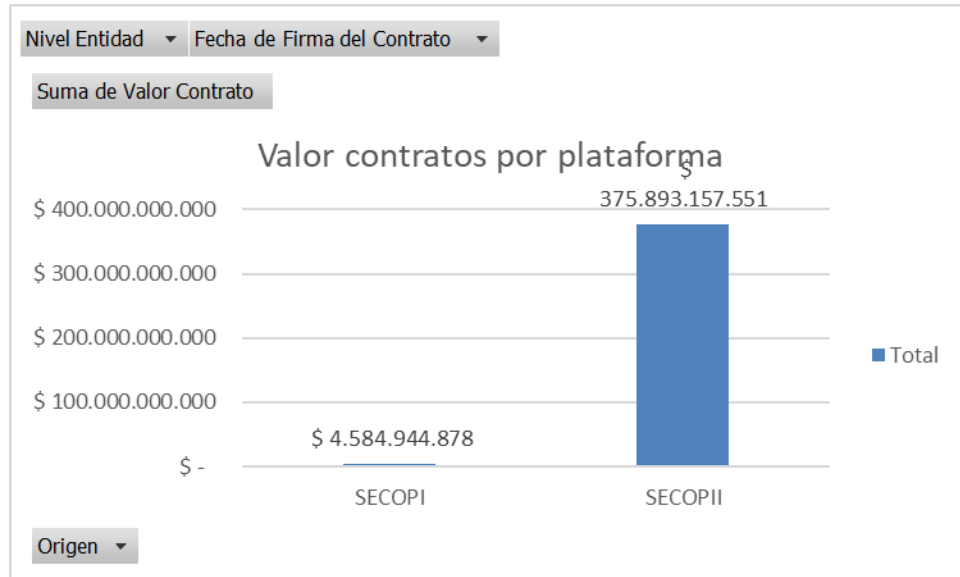 Nivel Entidad
Fecha de Firma del Contrato
Suma de Valor Contrato
Valor contratos por plataforma
$ 400.000.000.000
$ 300.000.000.000
$ 200.000.000.000
$ 100.000.000.000
$ -
$ 4.584.944.878
$
375.893.157.551
SECOPI
SECOPII
Total
Origen